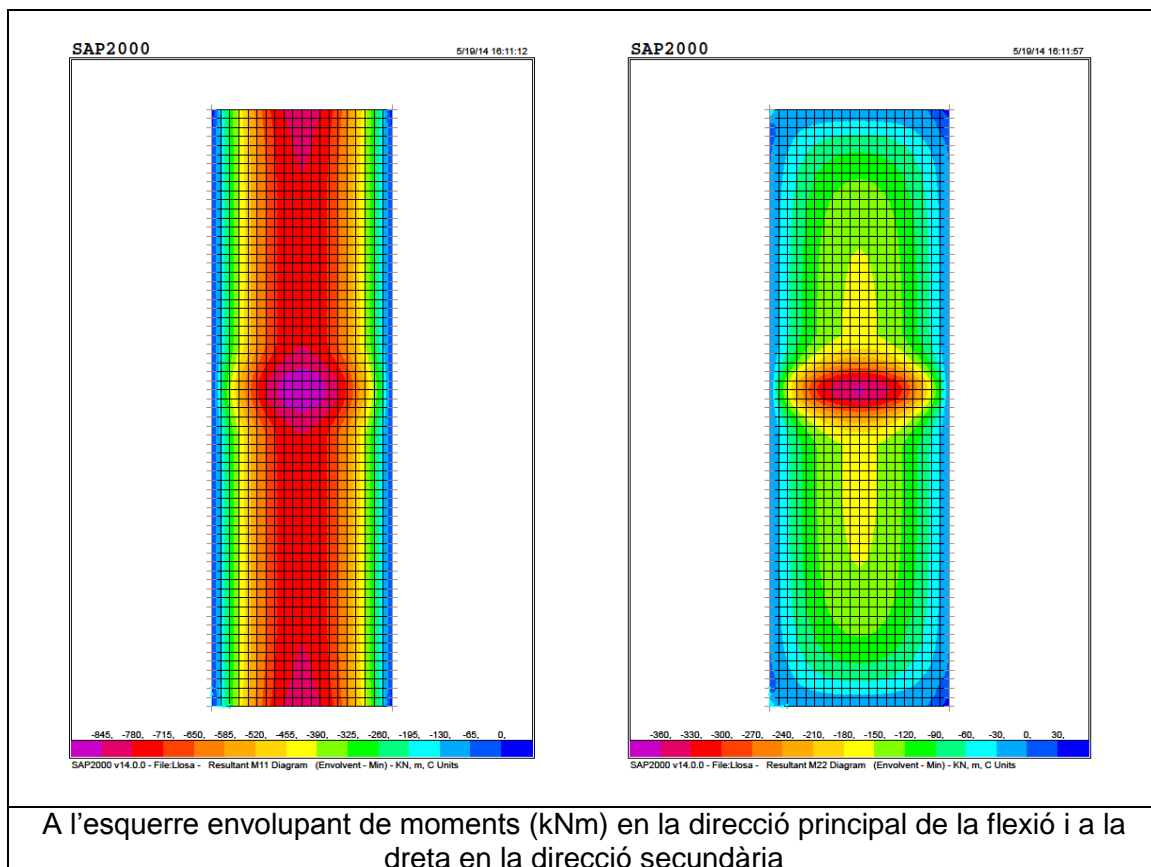 SAP2000 5/19/14 16:11:12
SAP2000 5/19/14 16:11:57
-845, -780, -715, -650, -585, -520, -455, -390, -325, -260, -195, -130, -65, 0,
SAP2000 v14.0.0 - File:Llosa - Resultant M11 Diagram (Envolvent - Min) - KN, m, C Units
-360, -330, -300, -270, -240, -210, -180, -150, -120, -90, -60, -30, 0, 30,
SAP2000 v14.0.0 - File:Llosa - Resultant M22 Diagram (Envolvent - Min) - KN, m, C Units
A l'esquerre envolupant de moments (kNm) en la direcció principal de la flexió i a la
dreta en la direcció secundària